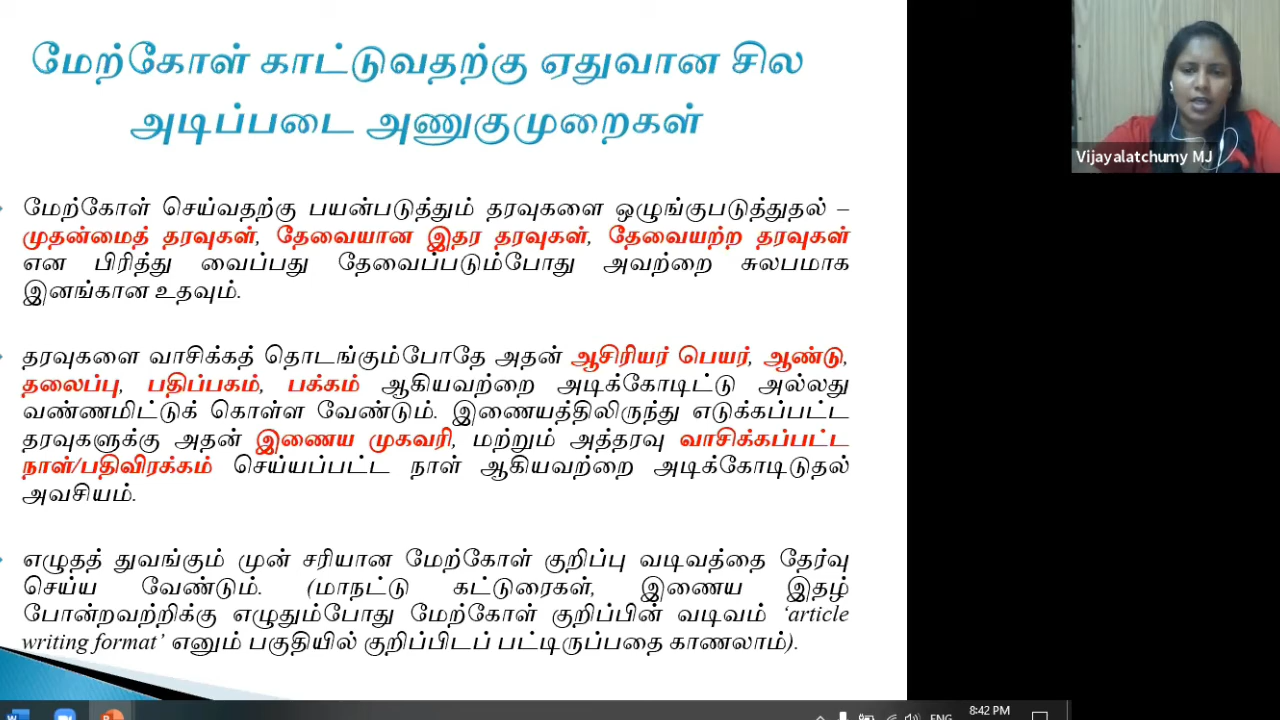 மேற்கோள் காட்டுவதற்கு ஏதுவான சில
அடிப்படை அணுகுமுறைகள்
மேற்கோள் செய்வதற்கு பயன்படுத்தும் தரவுகளை ஒழுங்குபடுத்துதல் –
முதன்மைத் தரவுகள், தேவையான இதர தரவுகள், தேவையற்ற தரவுகள்
என பிரித்து வைப்பது தேவைப்படும்போது அவற்றை சுலபமாக
இனங்கான உதவும்.
தரவுகளை வாசிக்கத் தொடங்கும்போதே அதன் ஆசிரியர் பெயர், ஆண்டு,
தலைப்பு, பதிப்பகம், பக்கம் ஆகியவற்றை அடிக்கோடிட்டு அல்லது
வண்ணமிட்டுக் கொள்ள வேண்டும். இணையத்திலிருந்து எடுக்கப்பட்ட
தரவுகளுக்கு அதன் இணைய முகவரி, மற்றும் அத்தரவு வாசிக்கப்பட்ட
நாள்/பதிவிரக்கம் செய்யப்பட்ட நாள் ஆகியவற்றை அடிக்கோடிடுதல்
அவசியம்.
எழுதத் துவங்கும் முன் சரியான மேற்கோள் குறிப்பு வடிவத்தை தேர்வு
செய்ய வேண்டும். (மாநட்டு கட்டுரைகள், இணைய இதழ்
போன்றவற்றிக்கு எழுதும்போது மேற்கோள் குறிப்பின் வடிவம் ‘article
writing format’ எனும் பகுதியில் குறிப்பிடப் பட்டிருப்பதை காணலாம்).
Vijayalatchumy MJ
ENG
8:42 PM